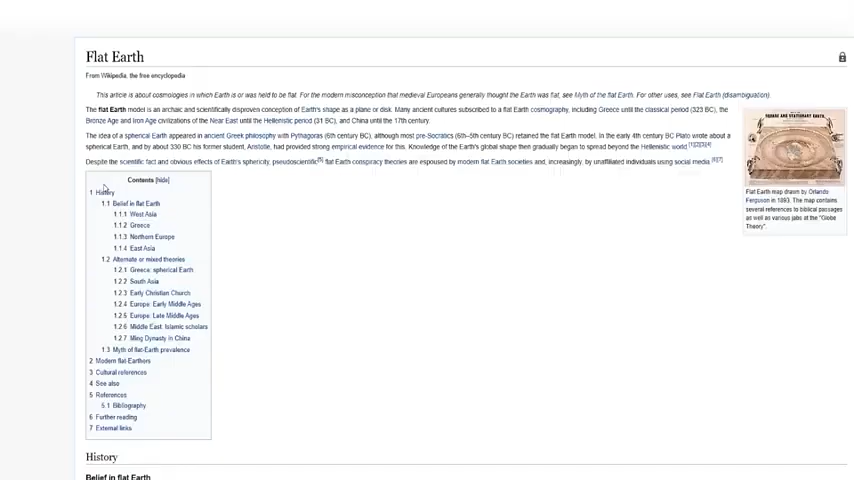 Flat Earth
From Wikipedia, the free encyclopedia
This article is about cosmologies in which Earth is or was held to be flat. For the modern misconception that medieval Europeans generally thought the Earth was flat, see Myth of the flat Earth. For other uses, see Flat Earth (disambiguation).
The flat Earth model is an archaic and scientifically disproven conception of Earth's shape as a plane or disk. Many ancient cultures subscribed to a flat Earth cosmography, including Greece until the classical period (323 BC), the
Bronze Age and Iron Age civilizations of the Near East until the Hellenistic period (31 BC), and China until the 17th century.
The idea of a spherical Earth appeared in ancient Greek philosophy with Pythagoras (6th century BC), although most pre-Socratics (6th–5th century BC) retained the flat Earth model. In the early 4th century BC Plato wrote about a
spherical Earth, and by about 330 BC his former student, Aristotle, had provided strong empirical evidence for this. Knowledge of the Earth's global shape then gradually began to spread beyond the Hellenistic world.[1][2][3][4]
Despite the scientific fact and obvious effects of Earth's sphericity, pseudoscientific[5] flat Earth conspiracy theories are espoused by modern flat Earth societies and, increasingly, by unaffiliated individuals using social media.[6][7]
SQUARE AND STATIONARY EARTH.
Flat Earth map drawn by Orlando
Ferguson in 1893. The map contains
several references to biblical passages
as well as various jabs at the "Globe
Theory".
Contents [hide]
1 History
1.1 Belief in flat Earth
1.1.1 West Asia
1.1.2 Greece
1.1.3 Northern Europe
1.1.4 East Asia
1.2 Alternate or mixed theories
1.2.1 Greece: spherical Earth
1.2.2 South Asia
1.2.3 Early Christian Church
1.2.4 Europe: Early Middle Ages
1.2.5 Europe: Late Middle Ages
1.2.6 Middle East: Islamic scholars
1.2.7 Ming Dynasty in China
1.3 Myth of flat-Earth prevalence
2 Modern flat-Earthers
3 Cultural references
4 See also
5 References
5.1 Bibliography
6 Further reading
7 External links
History
Belief in flat Earth